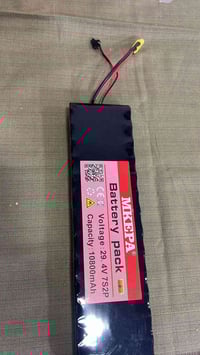 MKEPA
Battery pack
Voltage: 29.4V 7S2P
Capacity: 10800mAh